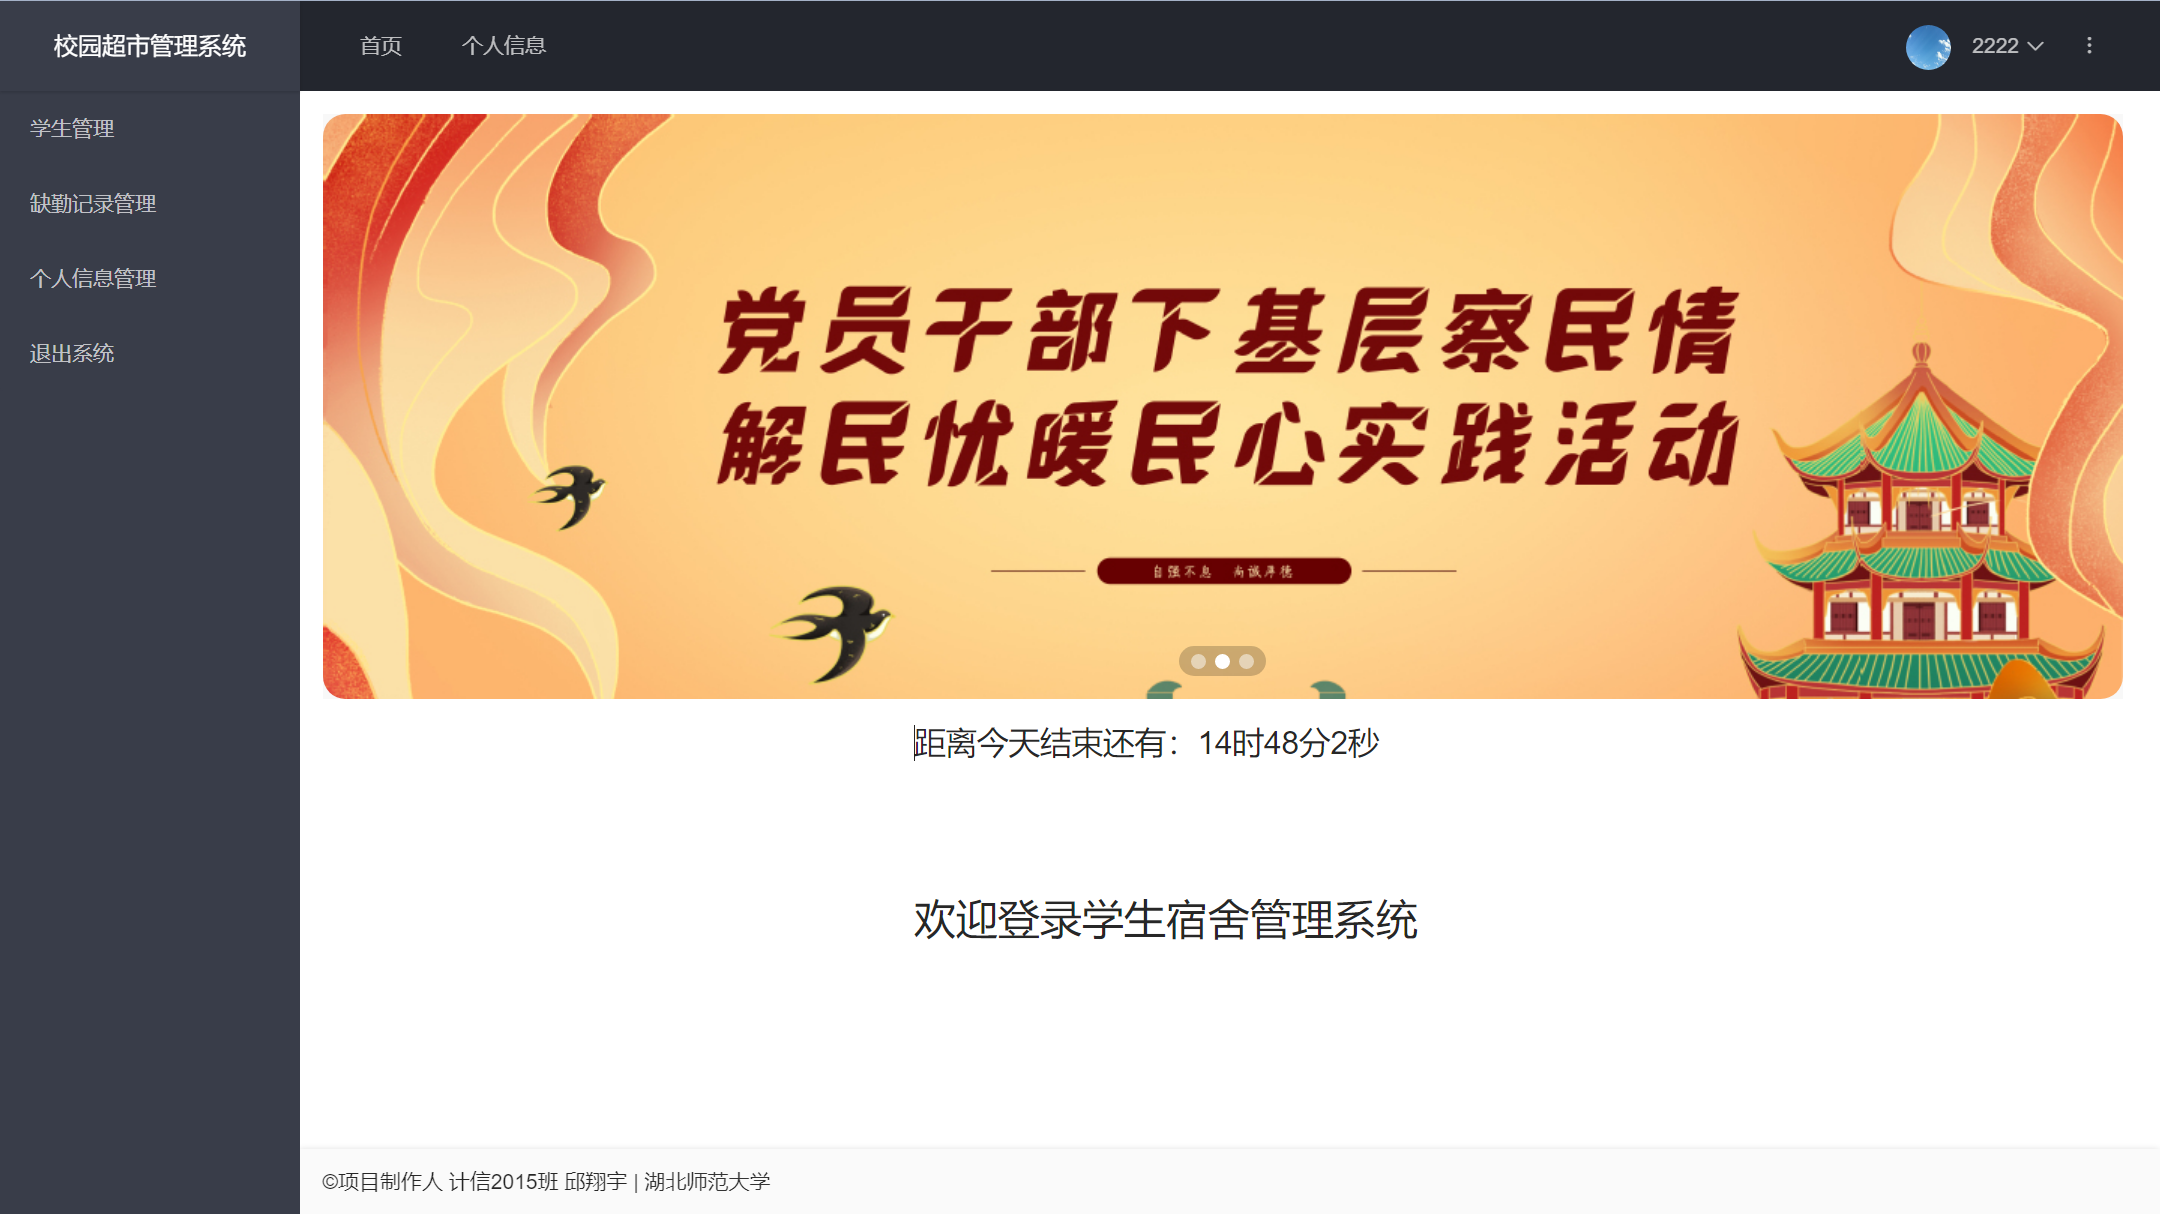 校园超市管理系统
首页
个人信息
2222
学生管理
缺勤记录管理
个人信息管理
退出系统
党员干部下基层察民情
解民忧暖民心实践活动
自强不息 尚诚厚德
距离今天结束还有：14时48分2秒
欢迎登录学生宿舍管理系统
©项目制作人 计信2015班 邱翔宇 | 湖北师范大学